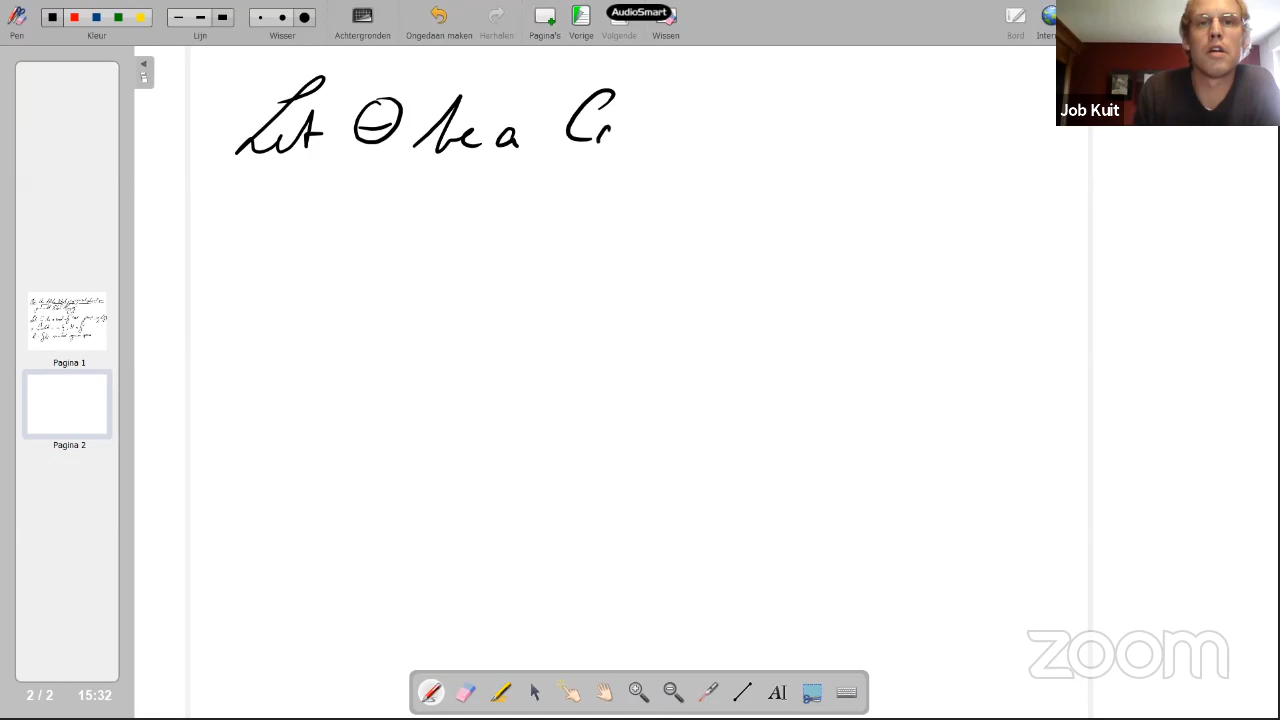 Pen
Kleur
Lijn
Wisser
Achtergronden
Ongedaan maken
Herhalen
Pagina's
Vorige
Volgende
Wissen
Bord
AudioSmart
Job Kuit
Let Θ be a C
Pagina 1
Pagina 2
2 / 2 15:32
AI
zoom